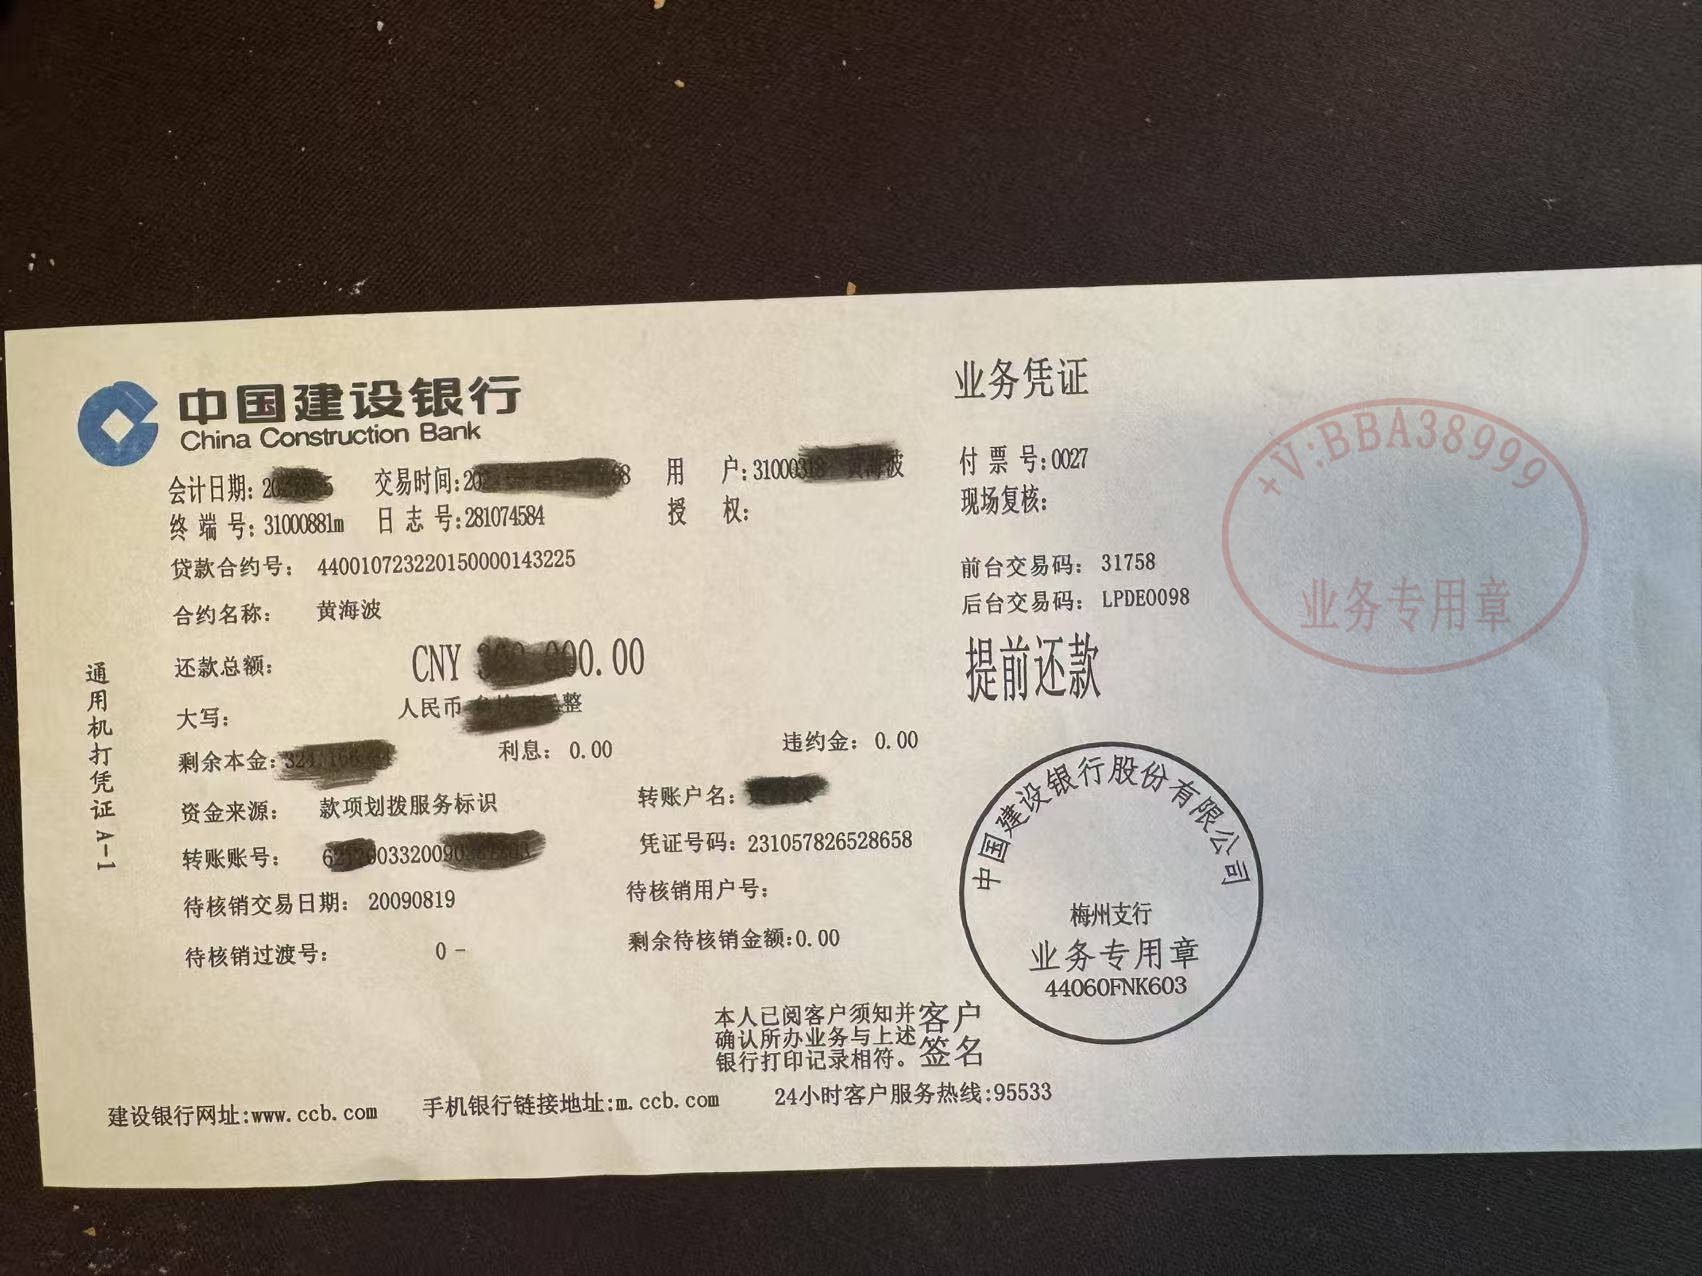 中国建设银行
China Construction Bank
业务凭证
会计日期:
交易时间:
用 户:31000318 黄海波
付 票 号:0027
终 端 号:31000881m 日 志 号:281074584
授 权:
现场复核:
贷款合约号: 44001072322015000014 3225
前台交易码: 31758
合约名称: 黄海波
后台交易码: LPDE0098
还款总额: CNY 0.00
提前还款
大写: 人民币 整
剩余本金: 利息: 0.00 违约金: 0.00
资金来源: 款项划拨服务标识 转账户名:
转账账号: 凭证号码: 231057826528658
待核销交易日期: 20090819 待核销用户号:
待核销过渡号: 0 - 剩余待核销金额:0.00
通用机打凭证 A-1
+V:BBA38999
业务专用章
中国建设银行股份有限公司
梅州支行
业务专用章
44060FNK603
本人已阅客户须知并
确认所办业务与上述
银行打印记录相符。
客户
签名
建设银行网址:www.ccb.com 手机银行链接地址:m.ccb.com 24小时客户服务热线:95533